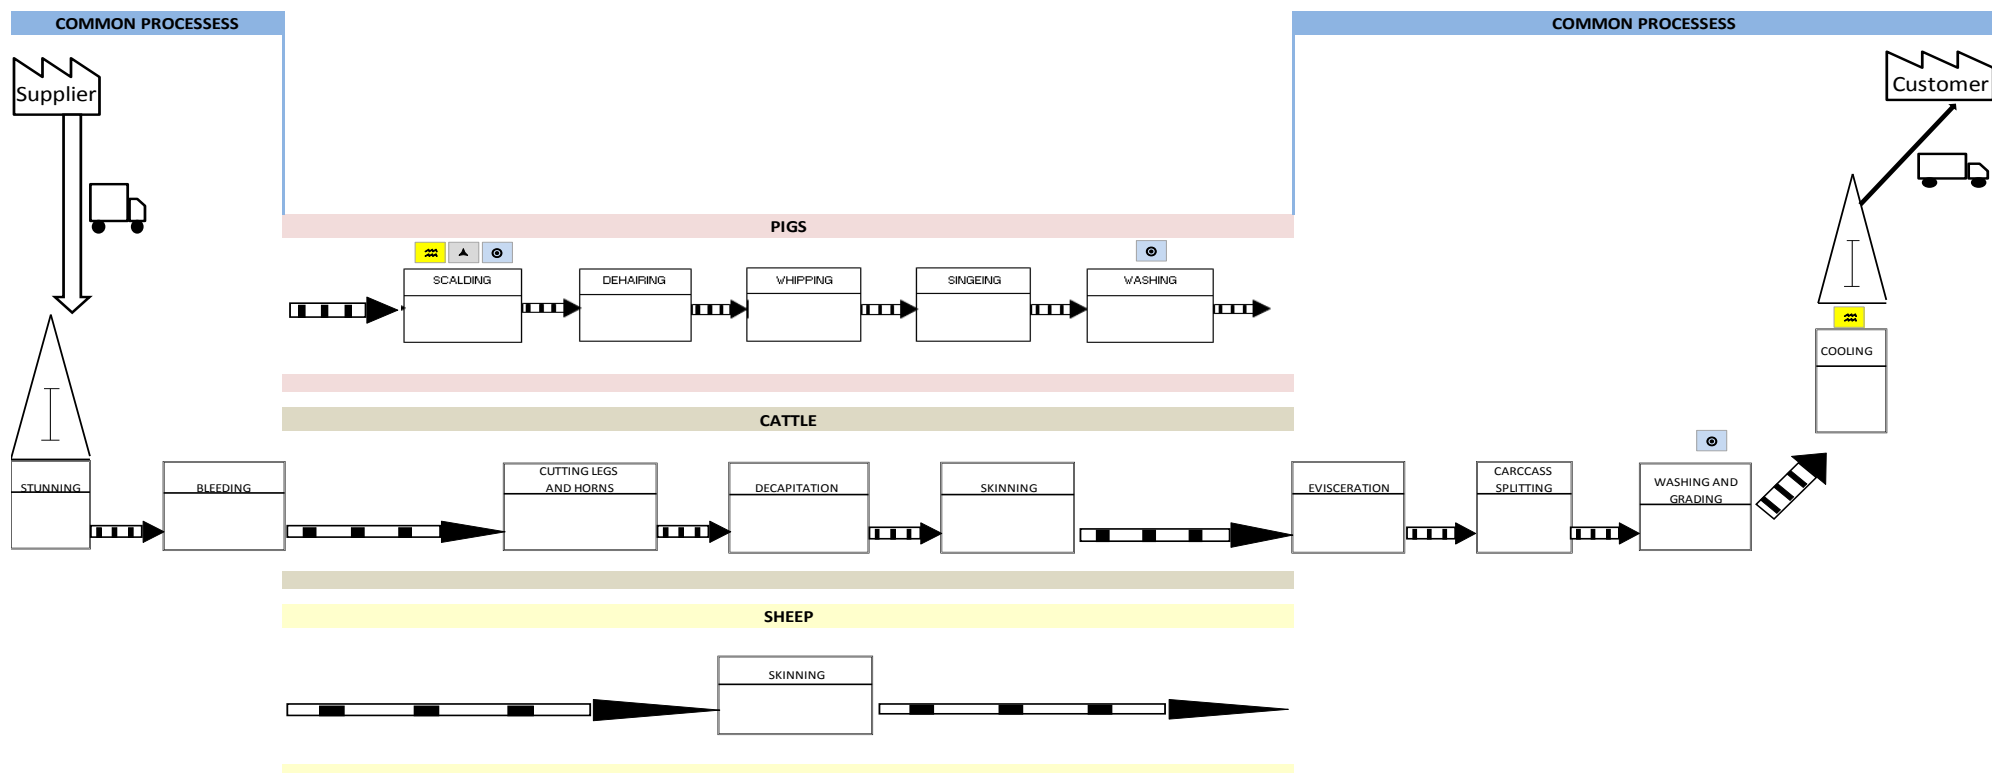 COMMON PROCESSESS
COMMON PROCESSESS
Supplier
Customer
PIGS
SCALDING
DEHAIRING
WHIPPING
SINGEING
WASHING
COOLING
CATTLE
STUNNING
BLEEDING
CUTTING LEGS
AND HORNS
DECAPITATION
SKINNING
EVISCERATION
CARCCASS
SPLITTING
WASHING AND
GRADING
SHEEP
SKINNING